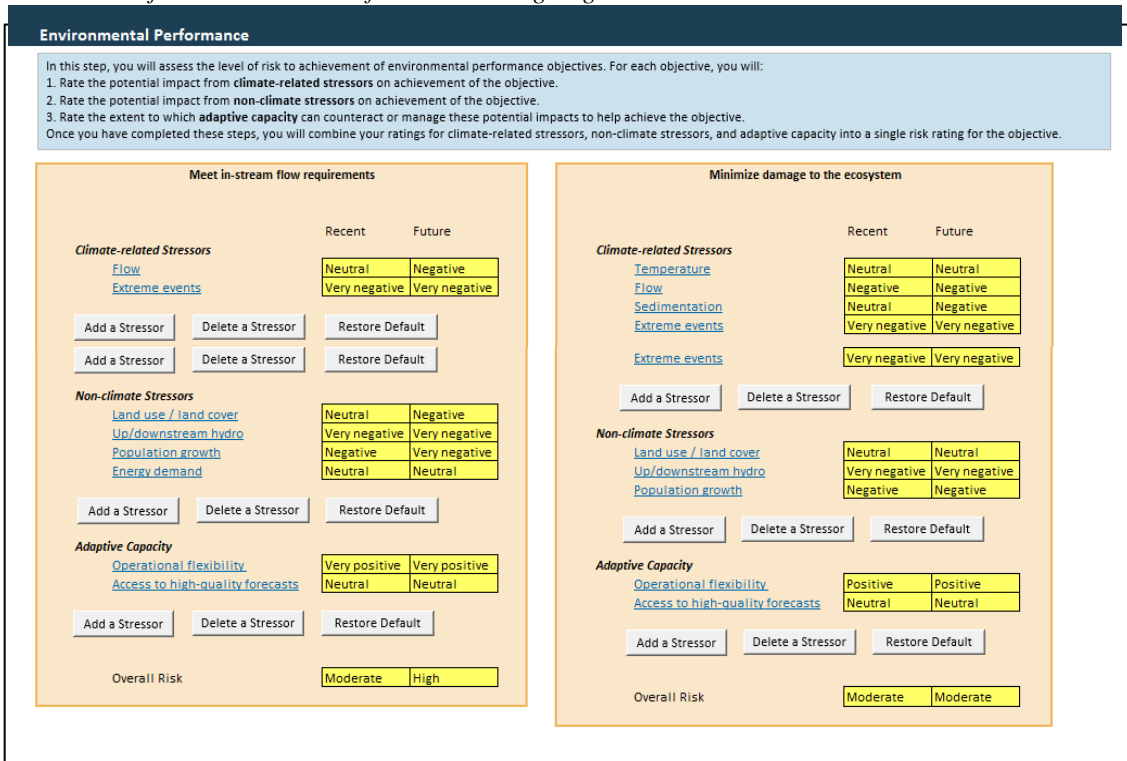 Environmental Performance
In this step, you will assess the level of risk to achievement of environmental performance objectives. For each objective, you will:
1. Rate the potential impact from climate-related stressors on achievement of the objective.
2. Rate the potential impact from non-climate stressors on achievement of the objective.
3. Rate the extent to which adaptive capacity can counteract or manage these potential impacts to help achieve the objective.
Once you have completed these steps, you will combine your ratings for climate-related stressors, non-climate stressors, and adaptive capacity into a single risk rating for the objective.
Meet in-stream flow requirements
Recent Future
Climate-related Stressors
Flow Neutral Negative
Extreme events Very negative Very negative
Add a Stressor Delete a Stressor Restore Default
Add a Stressor Delete a Stressor Restore Default
Non-climate Stressors
Land use / land cover Neutral Negative
Up/downstream hydro Very negative Very negative
Population growth Negative Very negative
Energy demand Neutral Neutral
Add a Stressor Delete a Stressor Restore Default
Adaptive Capacity
Operational flexibility Very positive Very positive
Access to high-quality forecasts Neutral Neutral
Add a Stressor Delete a Stressor Restore Default
Overall Risk Moderate High
Minimize damage to the ecosystem
Recent Future
Climate-related Stressors
Temperature Neutral Neutral
Flow Negative Negative
Sedimentation Neutral Negative
Extreme events Very negative Very negative
Extreme events Very negative Very negative
Add a Stressor Delete a Stressor Restore Default
Non-climate Stressors
Land use / land cover Neutral Neutral
Up/downstream hydro Very negative Very negative
Population growth Negative Negative
Add a Stressor Delete a Stressor Restore Default
Adaptive Capacity
Operational flexibility Positive Positive
Access to high-quality forecasts Neutral Neutral
Add a Stressor Delete a Stressor Restore Default
Overall Risk Moderate Moderate